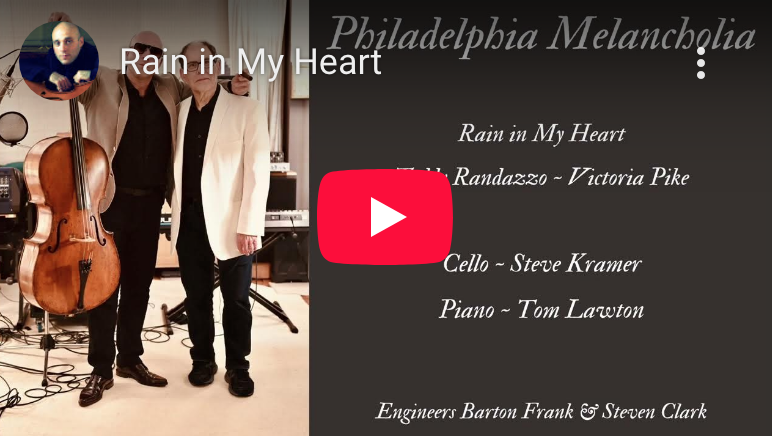 Philadelphia Melancholia
Rain in My Heart
Rain in My Heart
Randazzo ~ Victoria Pike
Cello ~ Steve Kramer
Piano ~ Tom Lawton
Engineers Barton Frank & Steven Clark